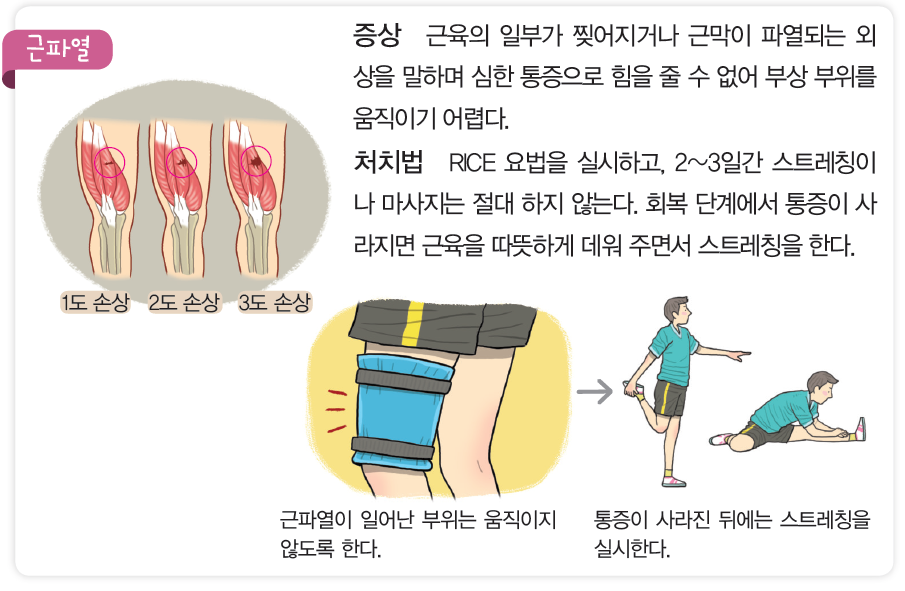 근파열
증상 근육의 일부가 찢어지거나 근막이 파열되는 외
상을 말하며 심한 통증으로 힘을 줄 수 없어 부상 부위를
움직이기 어렵다.
처치법 RICE 요법을 실시하고, 2~3일간 스트레칭이
나 마사지는 절대 하지 않는다. 회복 단계에서 통증이 사
라지면 근육을 따뜻하게 데워 주면서 스트레칭을 한다.
1도 손상 2도 손상 3도 손상
근파열이 일어난 부위는 움직이지
않도록 한다.
통증이 사라진 뒤에는 스트레칭을
실시한다.